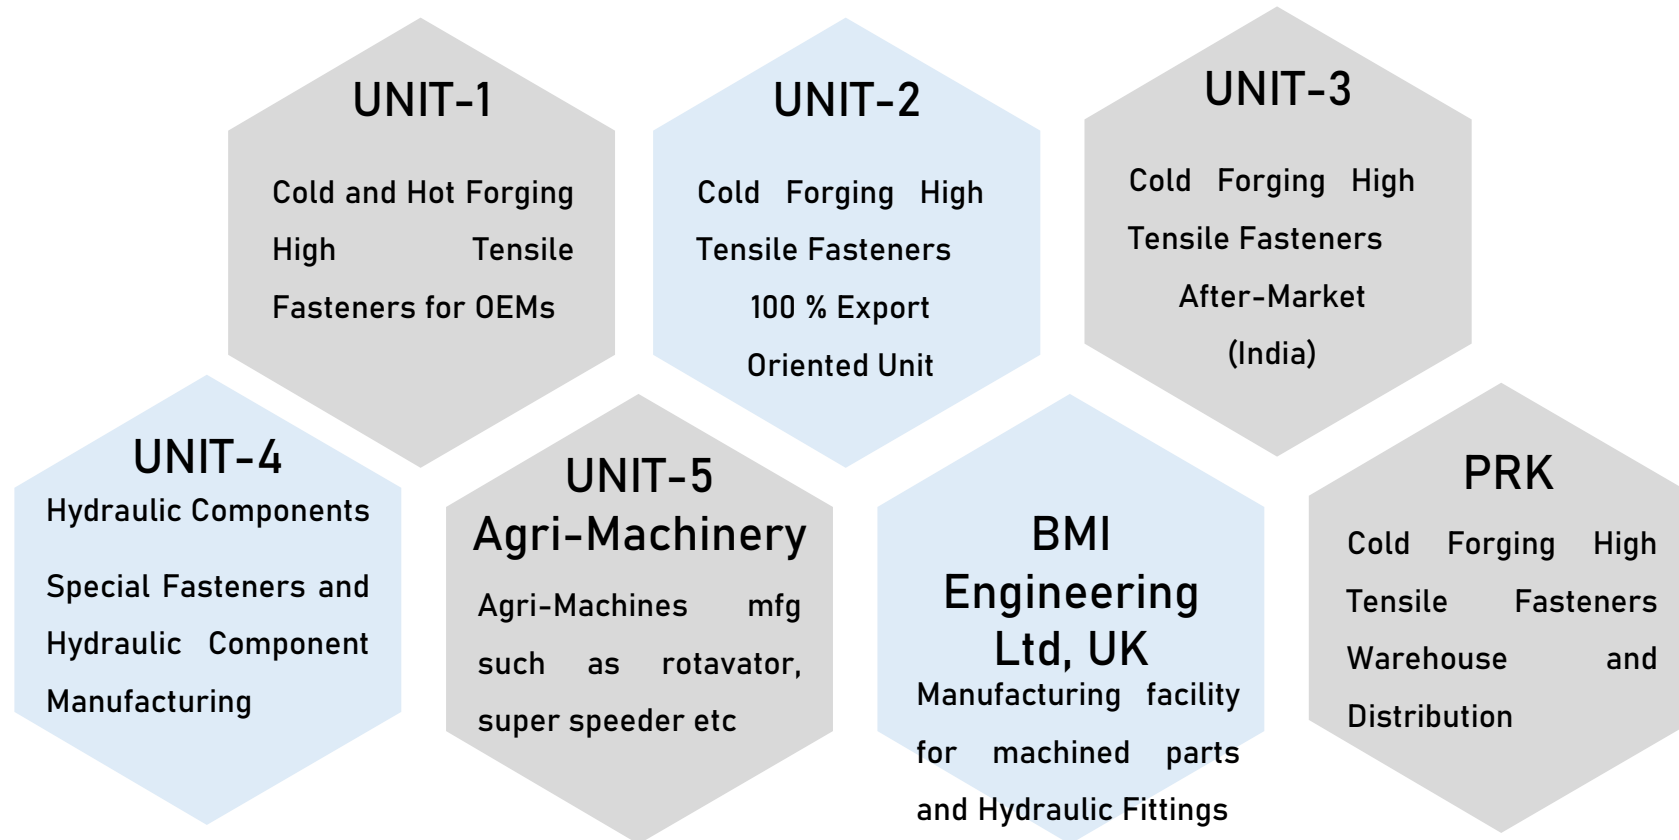 UNIT-1
Cold and Hot Forging
High Tensile
Fasteners for OEMs
UNIT-2
Cold Forging High
Tensile Fasteners
100 % Export
Oriented Unit
UNIT-3
Cold Forging High
Tensile Fasteners
After-Market
(India)
UNIT-4
Hydraulic Components
Special Fasteners and
Hydraulic Component
Manufacturing
UNIT-5
Agri-Machinery
Agri-Machines mfg
such as rotavator,
super speeder etc
BMI
Engineering
Ltd, UK
Manufacturing facility
for machined parts
and Hydraulic Fittings
PRK
Cold Forging High
Tensile Fasteners
Warehouse and
Distribution